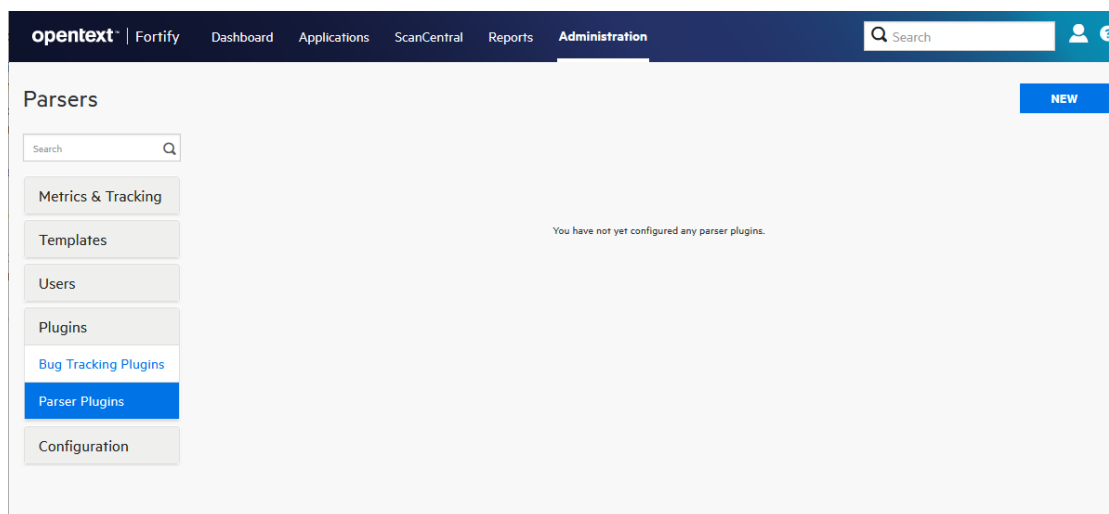 opentext™ | Fortify Dashboard Applications ScanCentral Reports Administration Search ?
Parsers NEW
Search
Metrics & Tracking
Templates
You have not yet configured any parser plugins.
Users
Plugins
Bug Tracking Plugins
Parser Plugins
Configuration